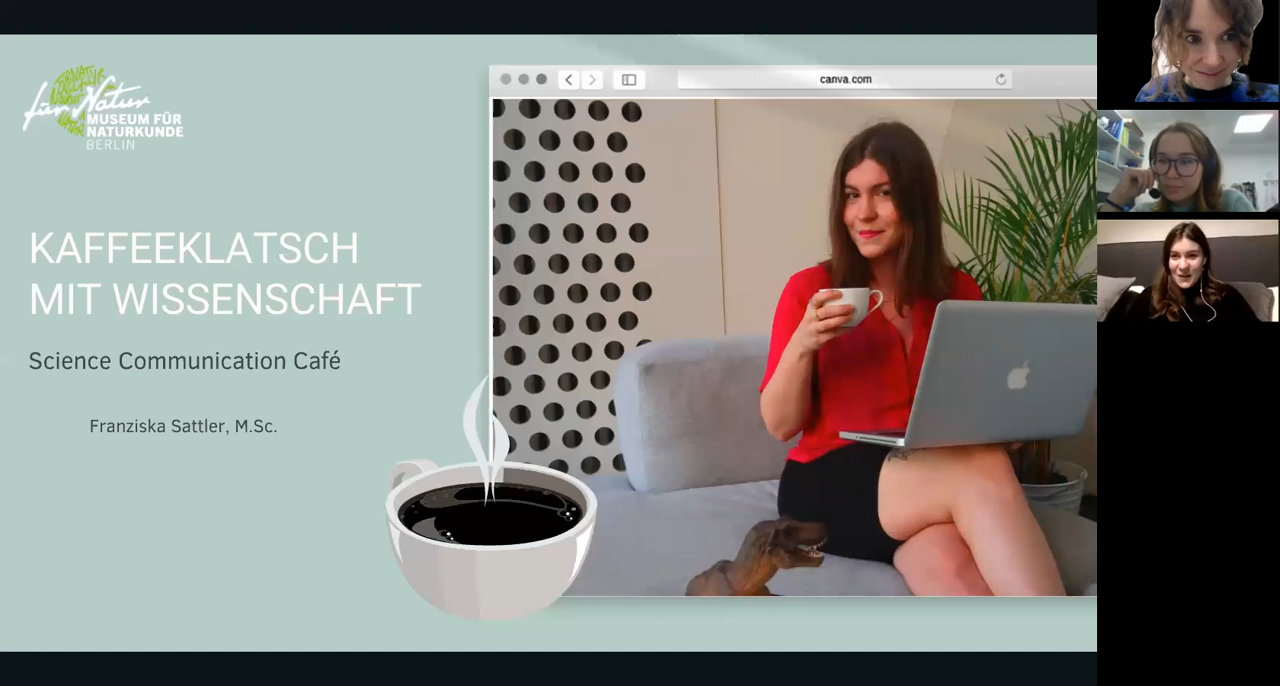 für Natur
MUSEUM FÜR
NATURKUNDE
BERLIN
KAFFEEKLATSCH
MIT WISSENSCHAFT
Science Communication Café
Franziska Sattler, M.Sc.
canva.com